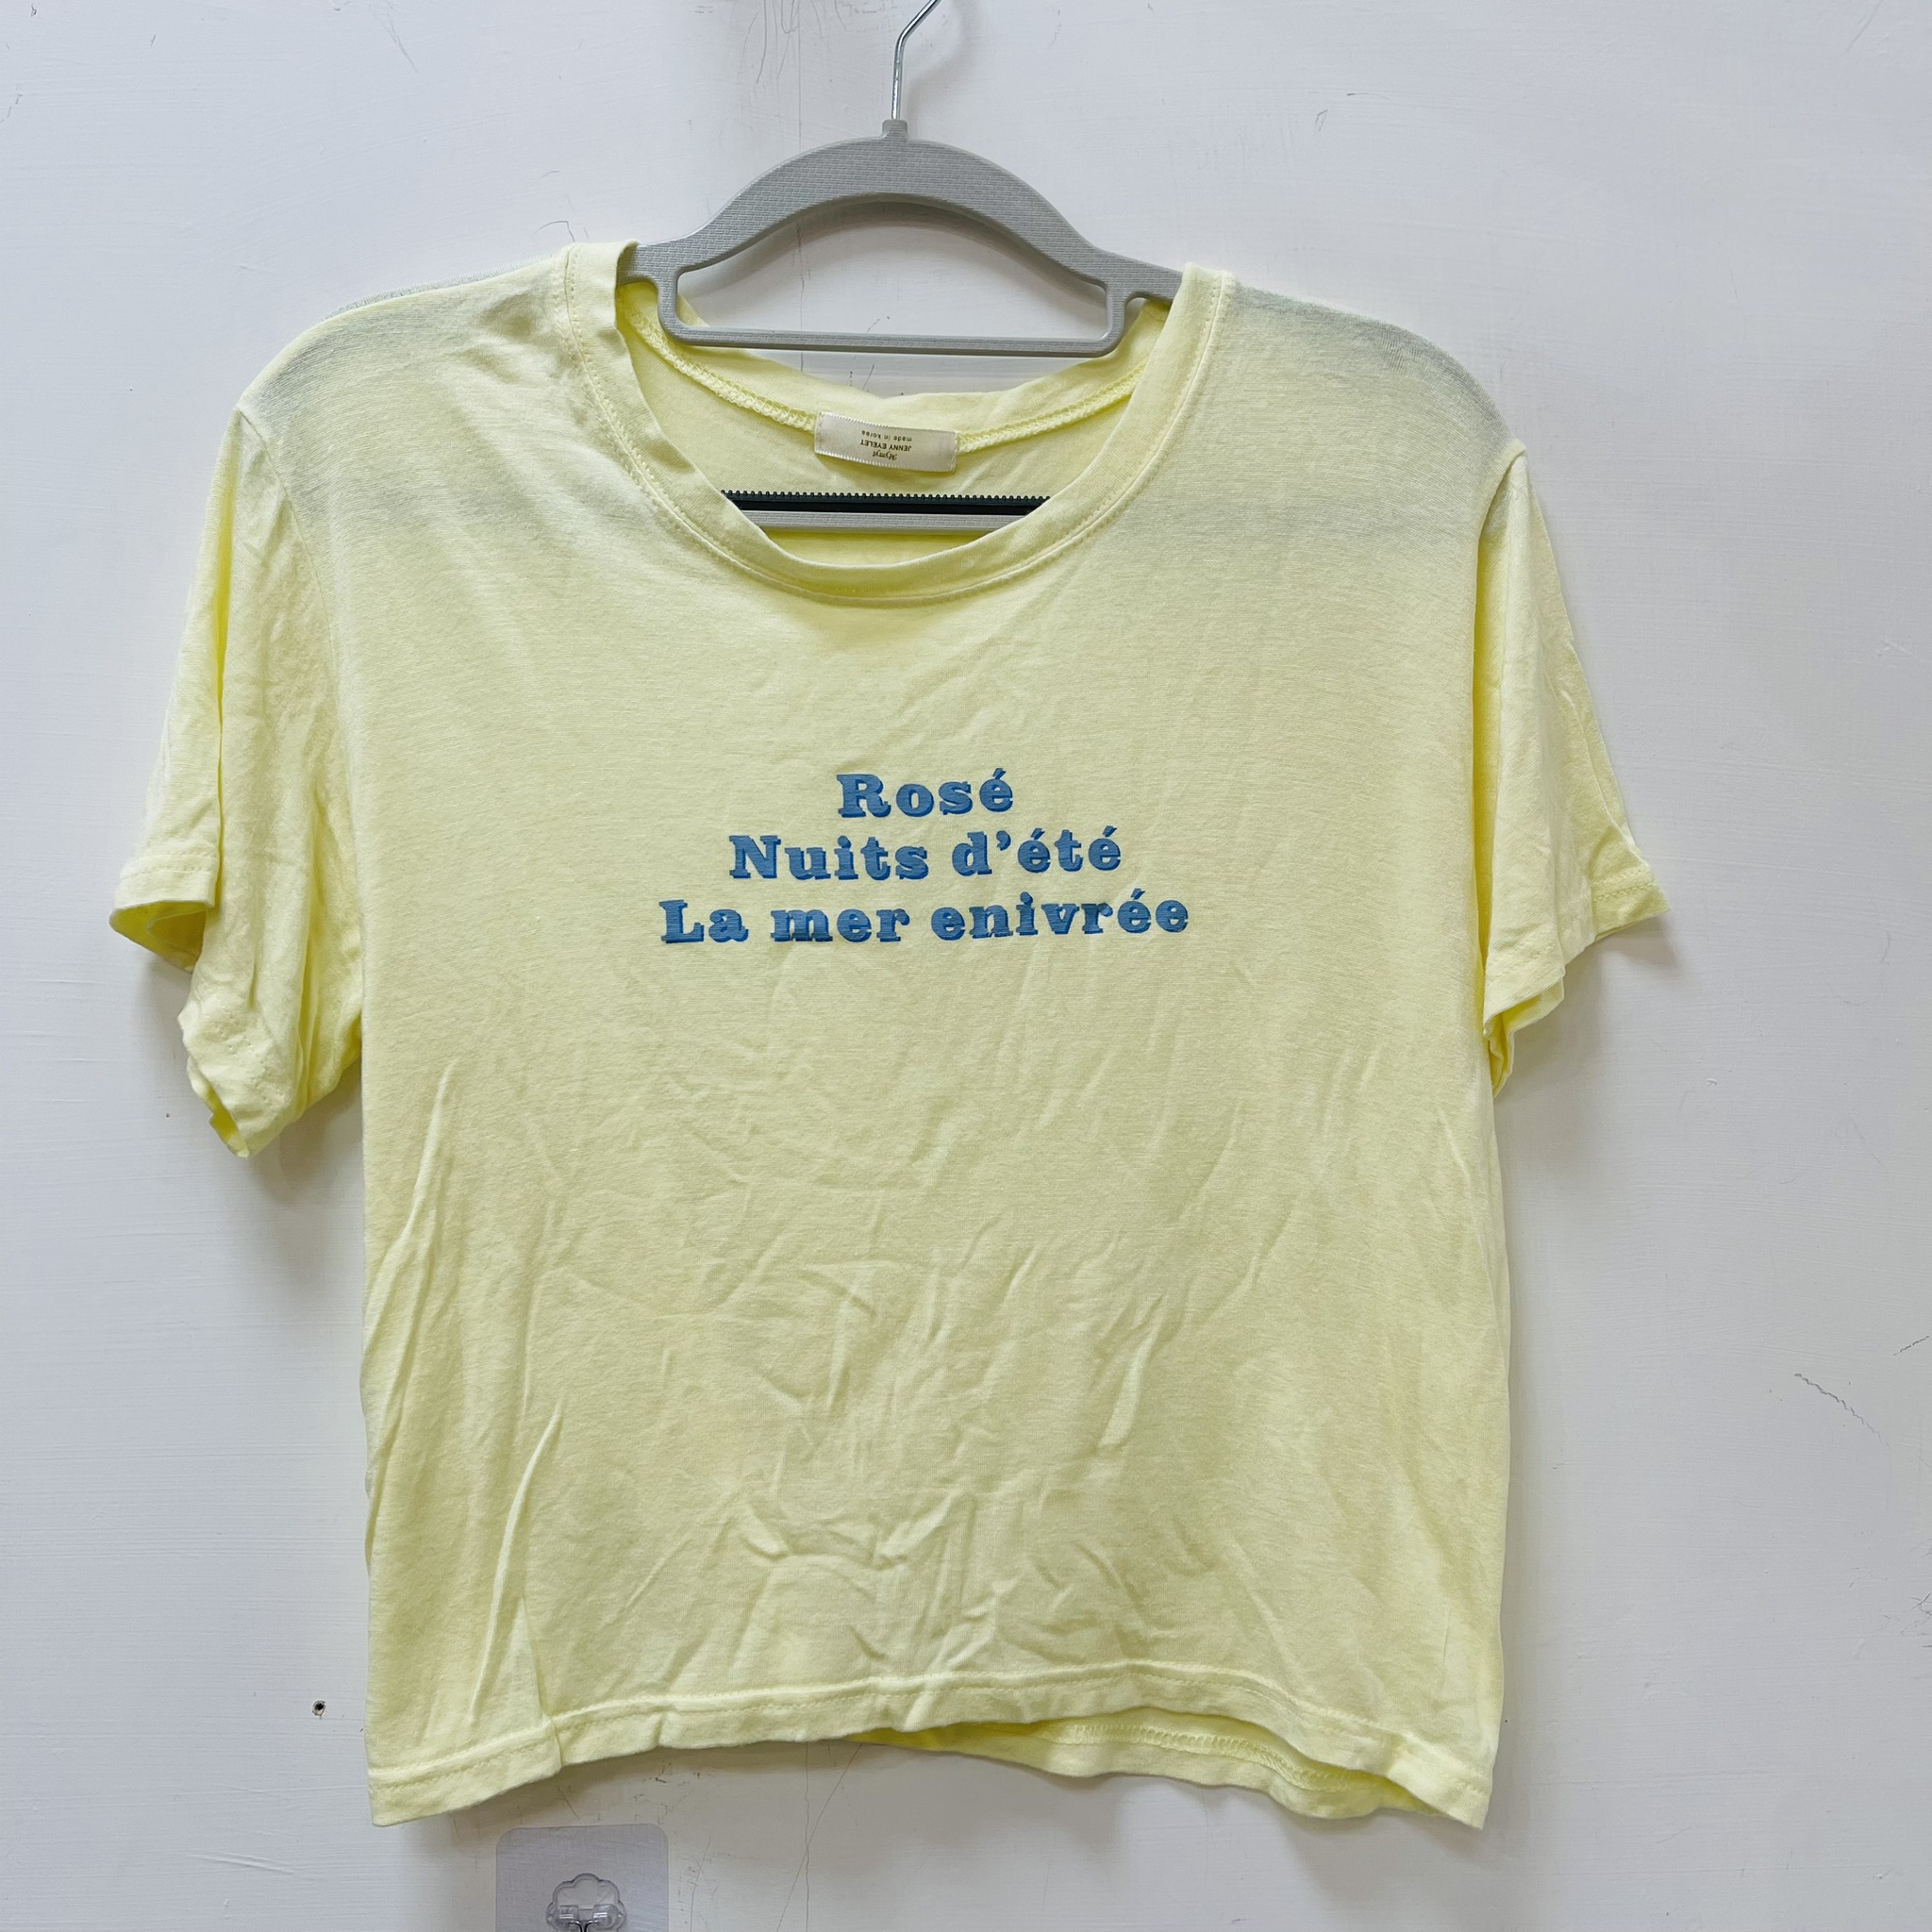 Rosé
Nuits d'été
La mer enivrée
JENNY EYELET
made in korea